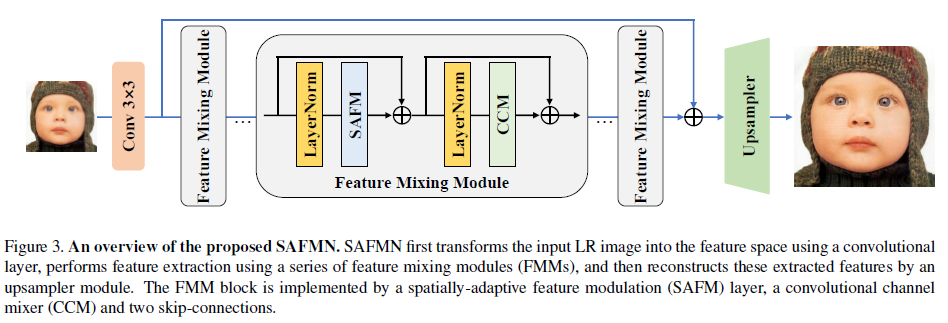 Conv 3×3
Feature Mixing Module
...
LayerNorm
SAFM
LayerNorm
CCM
Feature Mixing Module
...
Feature Mixing Module
Upsampler
Figure 3. An overview of the proposed SAFMN. SAFMN first transforms the input LR image into the feature space using a convolutional
layer, performs feature extraction using a series of feature mixing modules (FMMs), and then reconstructs these extracted features by an
upsampler module. The FMM block is implemented by a spatially-adaptive feature modulation (SAFM) layer, a convolutional channel
mixer (CCM) and two skip-connections.